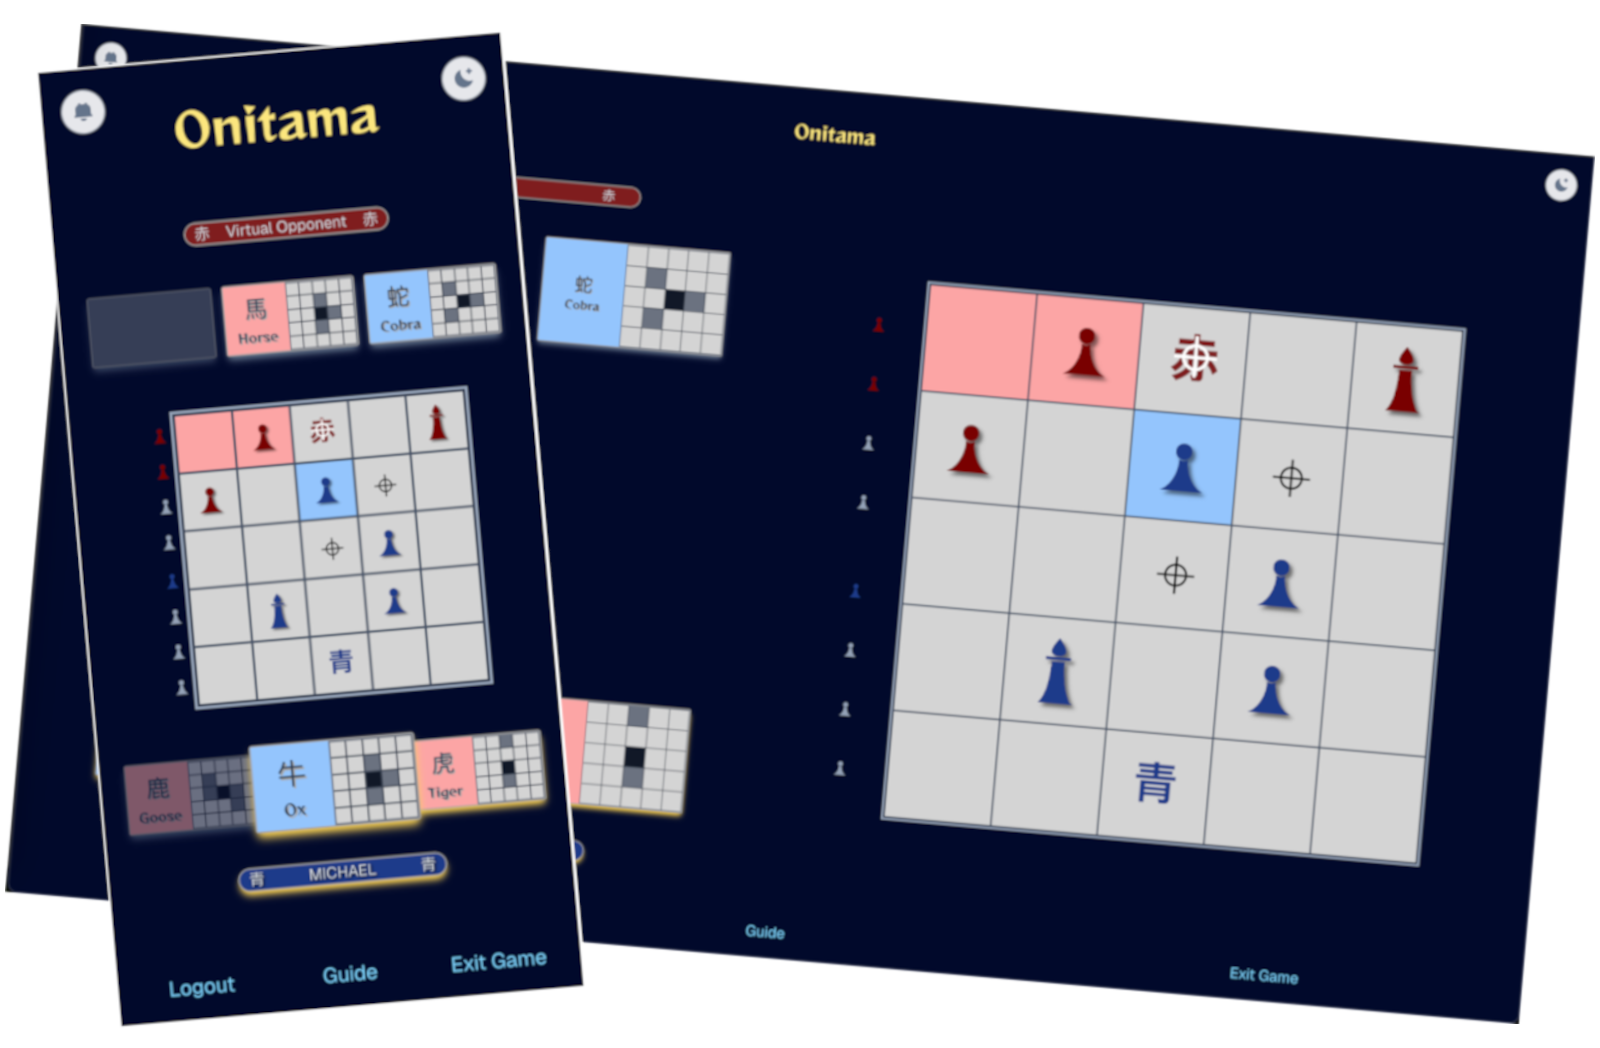 Onitama
赤 Virtual Opponent 赤
馬
Horse
蛇
Cobra
赤
青
鹿
Goose
牛
Ox
虎
Tiger
青 MICHAEL 青
Logout
Guide
Exit Game
Onitama
赤
蛇
Cobra
赤
青
Guide
Exit Game